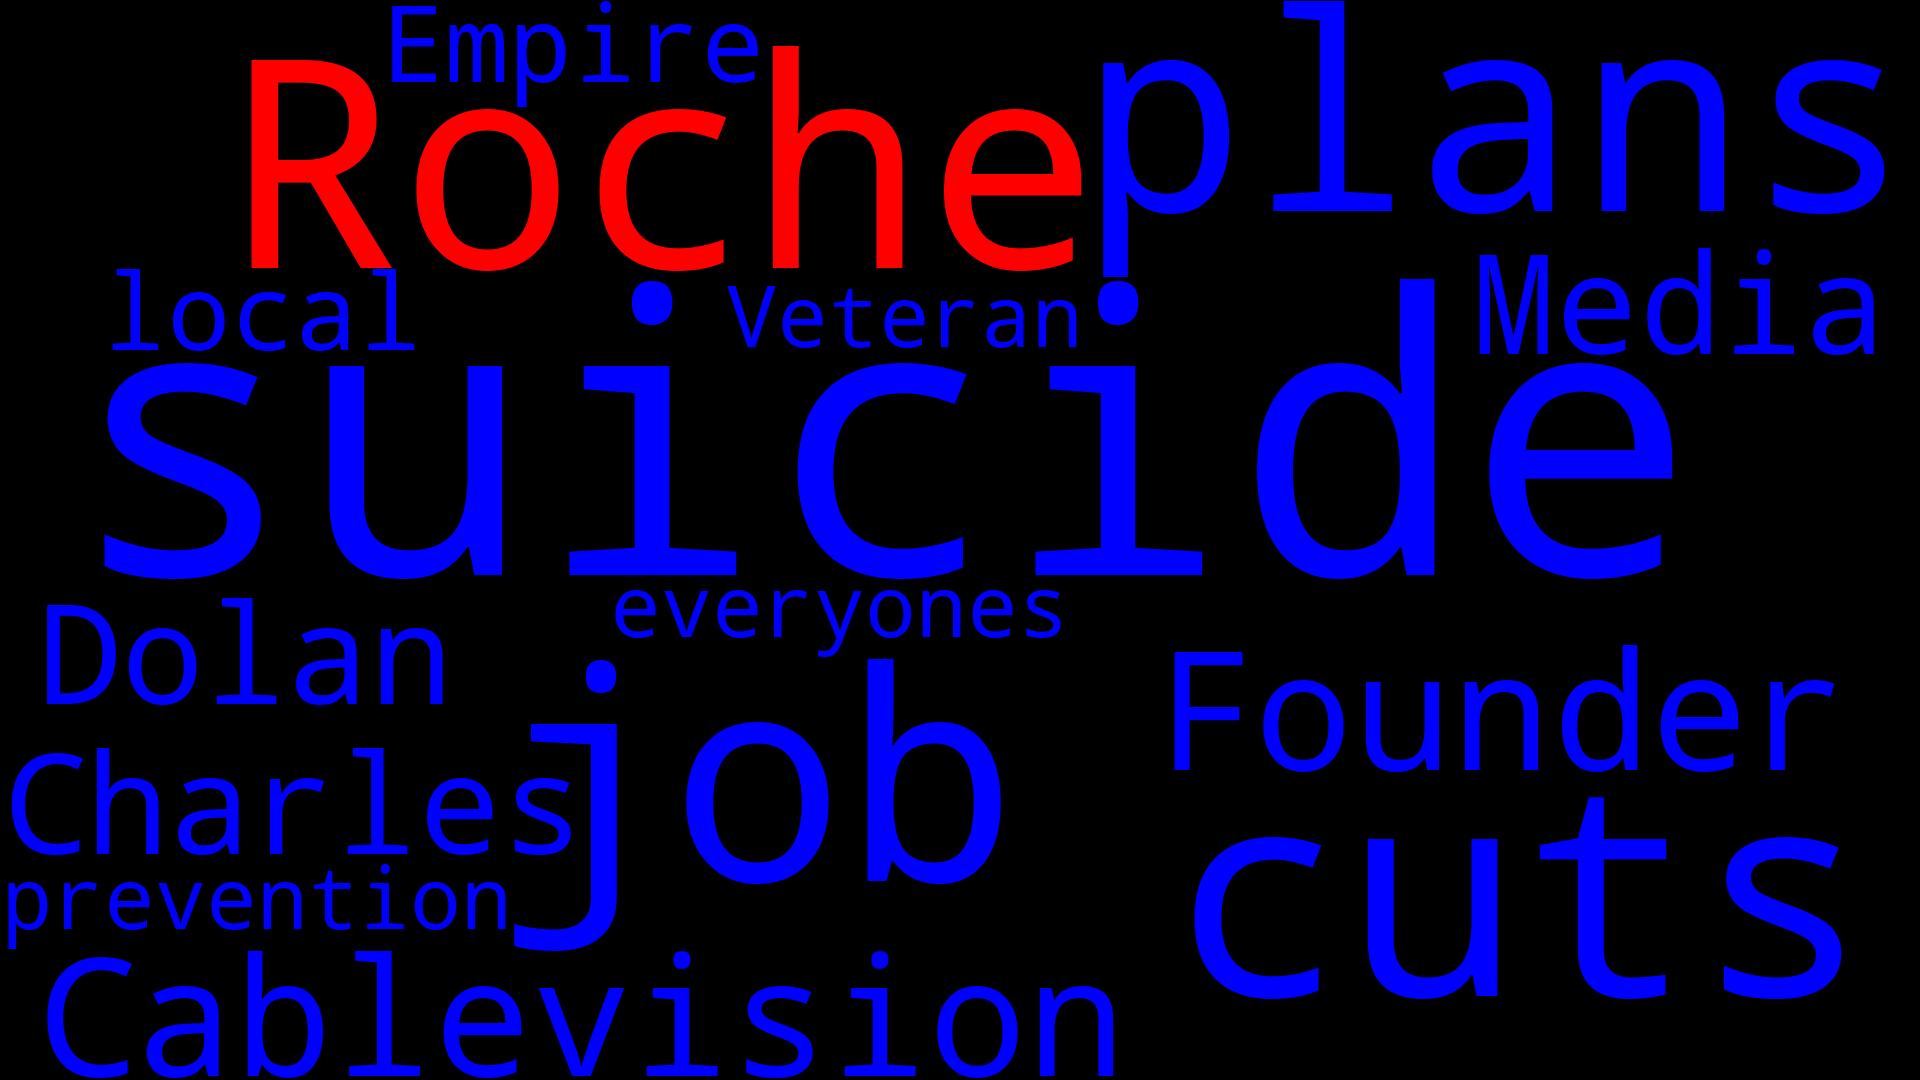 Empire
Roche plans
local Veteran Media
suicide
everyones
Dolan
Founder
job
Charles
cuts
prevention
Cablevision